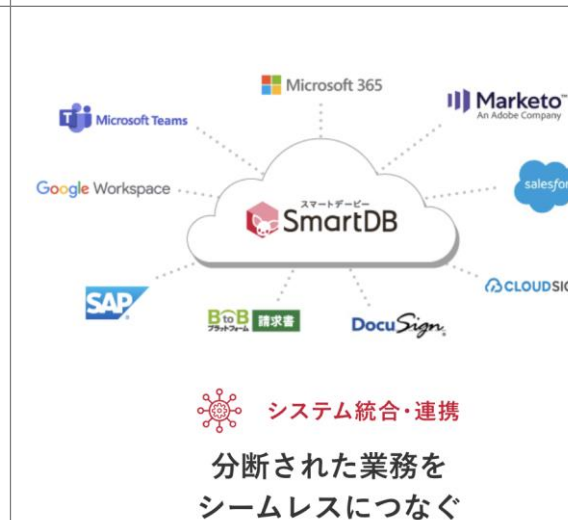 Microsoft 365
Marketo™
An Adobe Company
Microsoft Teams
Google Workspace
スマートデービー
SmartDB
salesfor
SAP
BtoB
プラットフォーム
請求書
DocuSign
CLOUDSIG
システム統合・連携
分断された業務を
シームレスにつなぐ